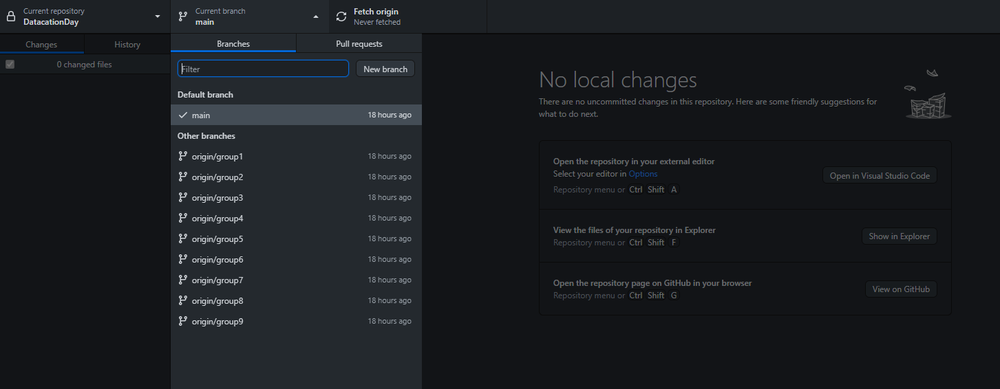 Current repository
DatacationDay
Current branch
main
Fetch origin
Never fetched
Changes
History
0 changed files
Branches
Pull requests
Filter
New branch
Default branch
main 18 hours ago
Other branches
origin/group1 18 hours ago
origin/group2 18 hours ago
origin/group3 18 hours ago
origin/group4 18 hours ago
origin/group5 18 hours ago
origin/group6 18 hours ago
origin/group7 18 hours ago
origin/group8 18 hours ago
origin/group9 18 hours ago
No local changes
There are no uncommitted changes in this repository. Here are some friendly suggestions for
what to do next.
Open the repository in your external editor
Select your editor in Options
Repository menu or Ctrl Shift A
Open in Visual Studio Code
View the files of your repository in Explorer
Repository menu or Ctrl Shift F
Show in Explorer
Open the repository page on GitHub in your browser
Repository menu or Ctrl Shift G
View on GitHub